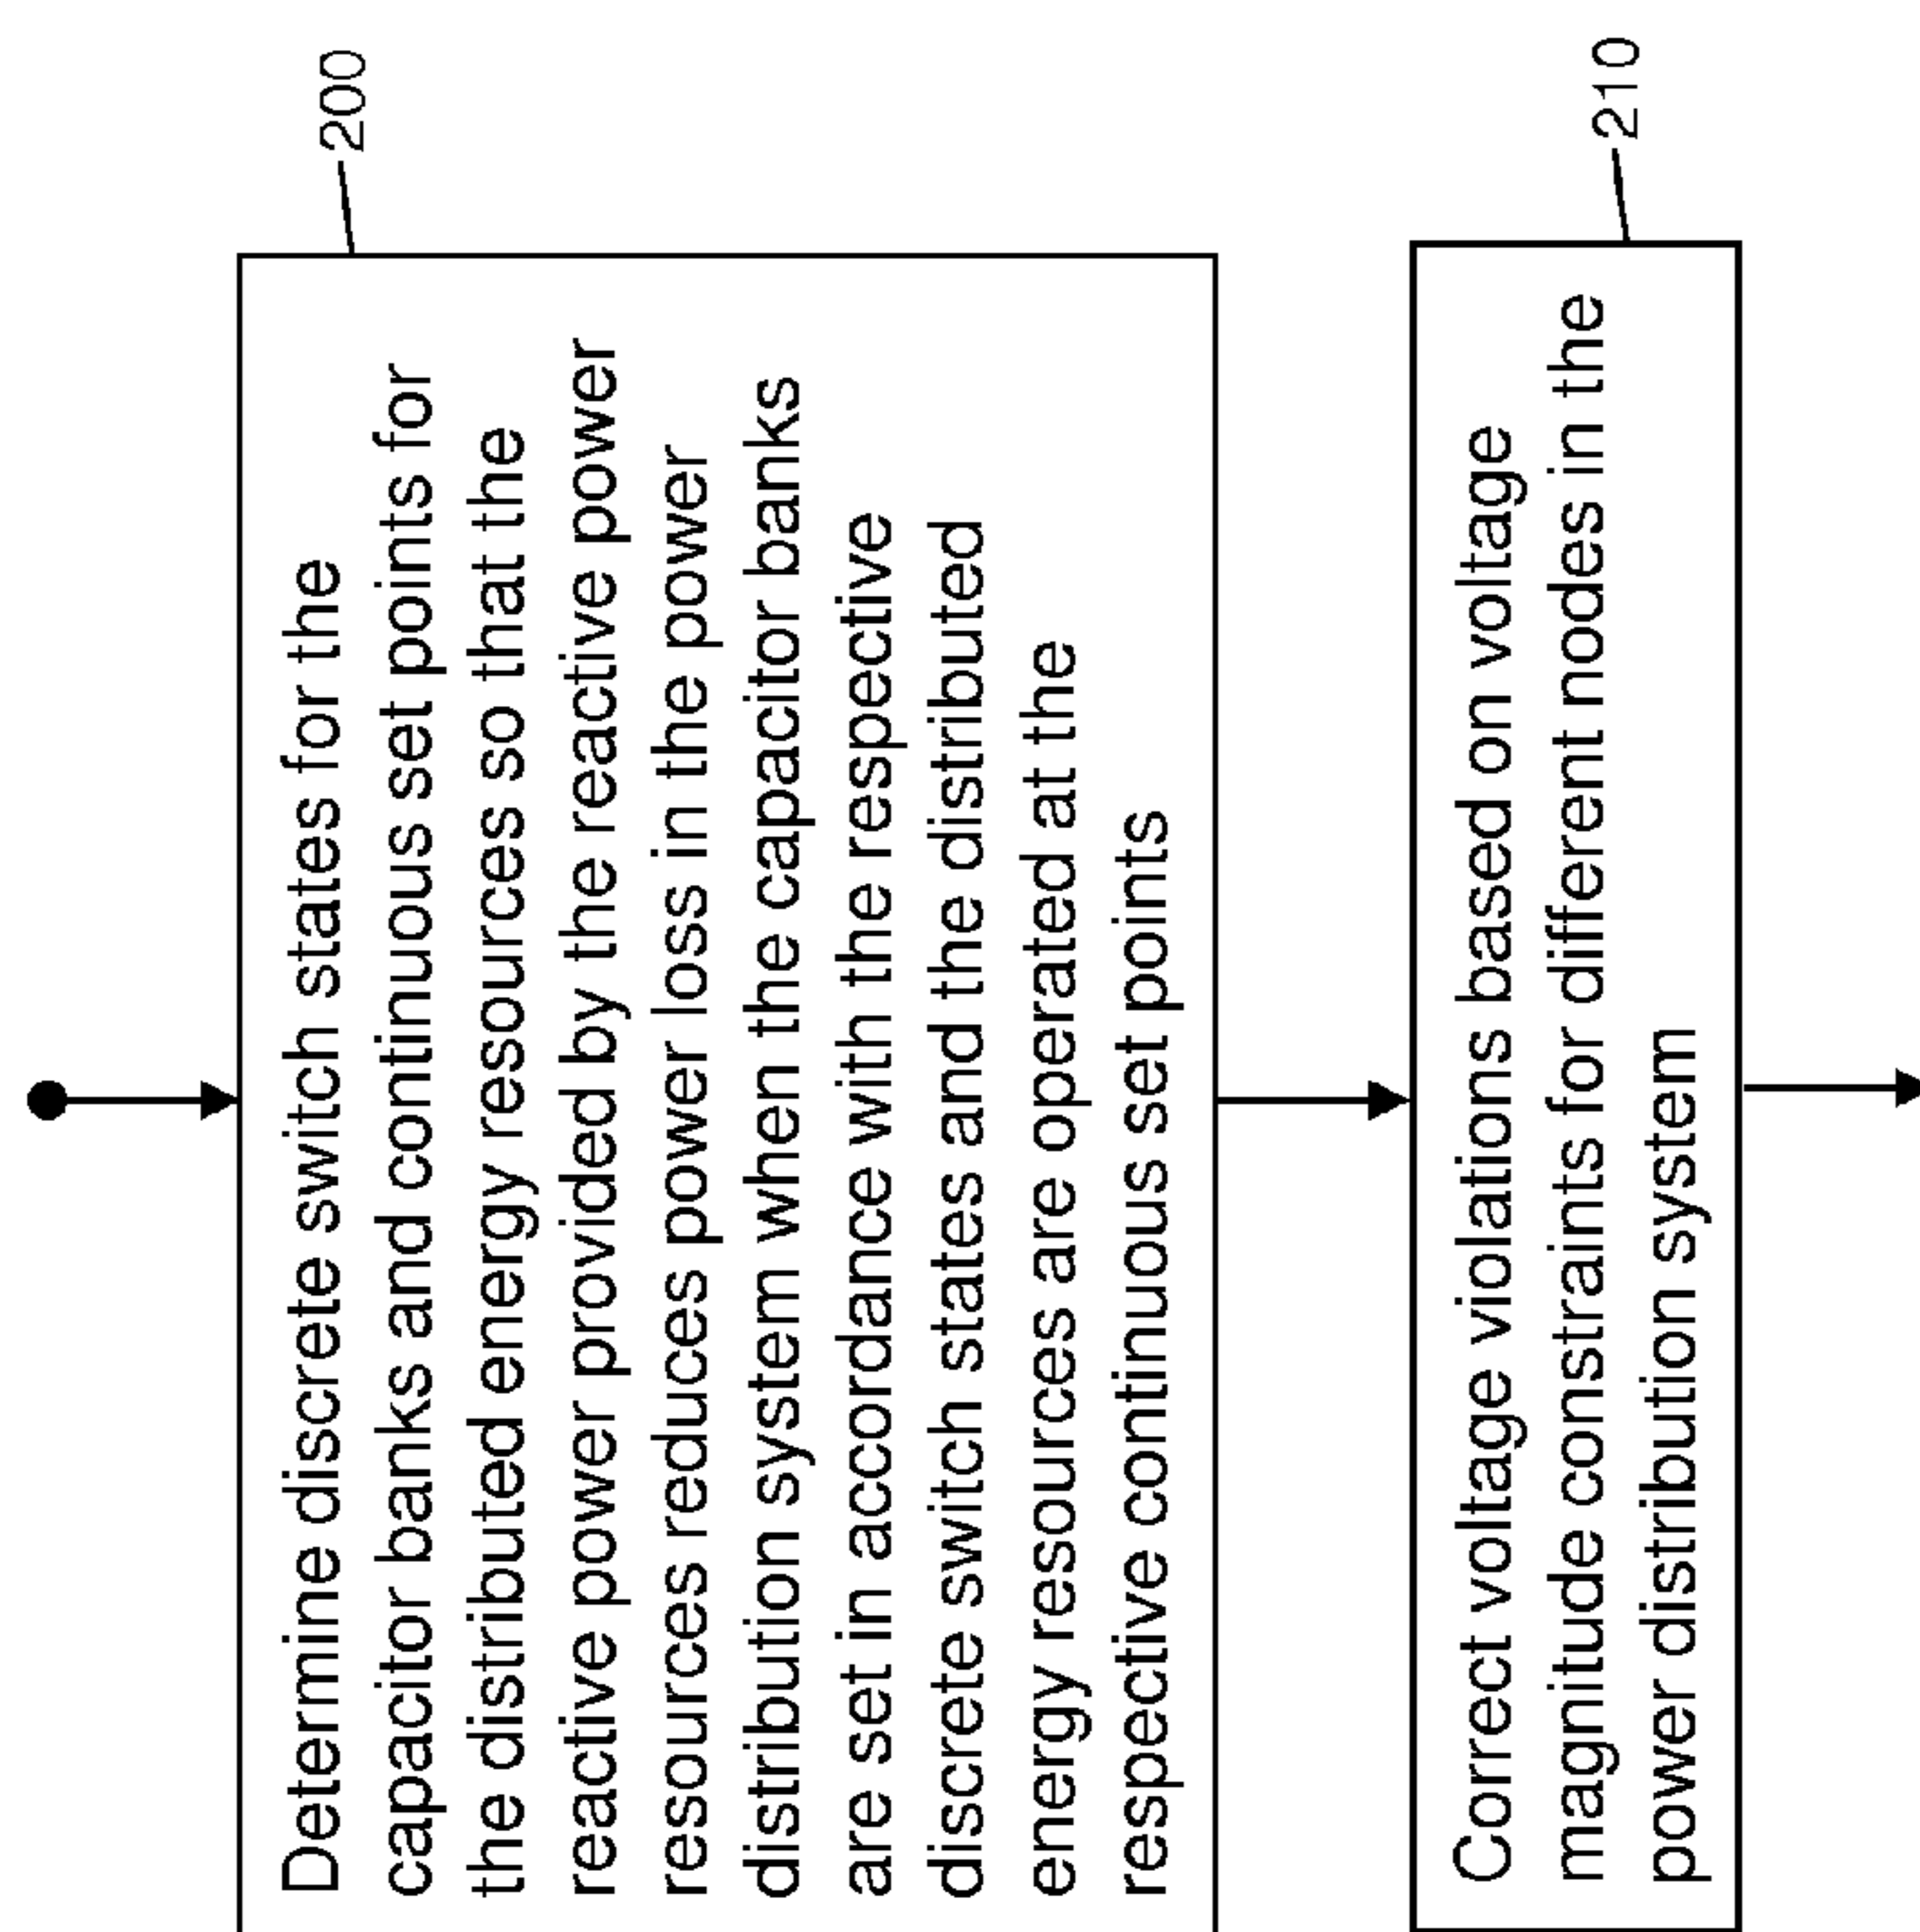 Determine discrete switch states for the
capacitor banks and continuous set points for
the distributed energy resources so that the
reactive power provided by the reactive power
resources reduces power loss in the power
distribution system when the capacitor banks
are set in accordance with the respective
discrete switch states and the distributed
energy resources are operated at the
respective continuous set points
200
Correct voltage violations based on voltage
magnitude constraints for different nodes in the
power distribution system
210